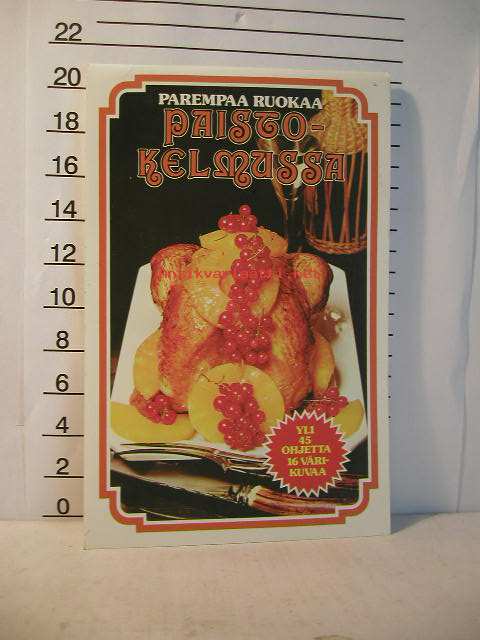 22
20
18
16
14
12
10
8
6
4
2
0
PAREMPAA RUOKAA
PAISTO-
KELMUSSA
YLI
45
OHJETTA
16 VÄRI-
KUVAA